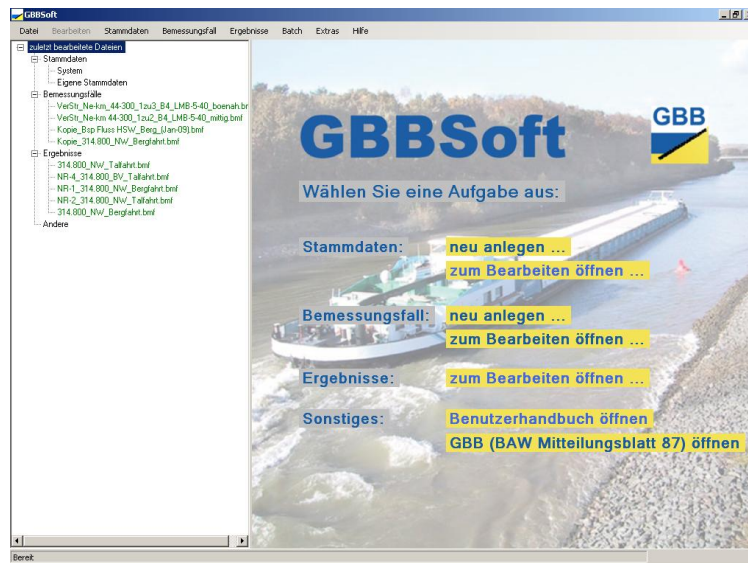 GBBSoft
Datei Bearbeiten Stammdaten Bemessungsfall Ergebnisse Batch Extras Hilfe
zuletzt bearbeitete Dateien
Stammdaten
System
Eigene Stammdaten
Bemessungsfälle
VerStr_Ne-km_44-300_1zu3_B4_LMB-5-40_boenah.br
VerStr_Ne-km 44-300_1zu2_B4_LMB-5-40_mittig.bmf
Kopie_Bsp Fluss HSW_Berg_(Jan-09).bmf
Kopie_314.800_NW_Bergfahrt.bmf
Ergebnisse
314.800_NW_Talfahrt.bmf
NR-4_314.800_BV_Talfahrt.bmf
NR-1_314.800_NW_Bergfahrt.bmf
NR-2_314.800_NW_Talfahrt.bmf
314.800_NW_Bergfahrt.bmf
Andere
GBBSoft
GBB
Wählen Sie eine Aufgabe aus:
Stammdaten: neu anlegen ...
zum Bearbeiten öffnen ...
Bemessungsfall: neu anlegen ...
zum Bearbeiten öffnen ...
Ergebnisse: zum Bearbeiten öffnen ...
Sonstiges: Benutzerhandbuch öffnen
GBB (BAW Mitteilungsblatt 87) öffnen
Bereit